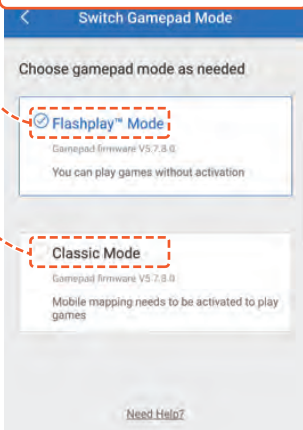 Switch Gamepad Mode
Choose gamepad mode as needed
Flashplay™ Mode
Gamepad firmware V5.7.8.0
You can play games without activation
Classic Mode
Gamepad firmware V5.7.8.0
Mobile mapping needs to be activated to play
games
Need Help?